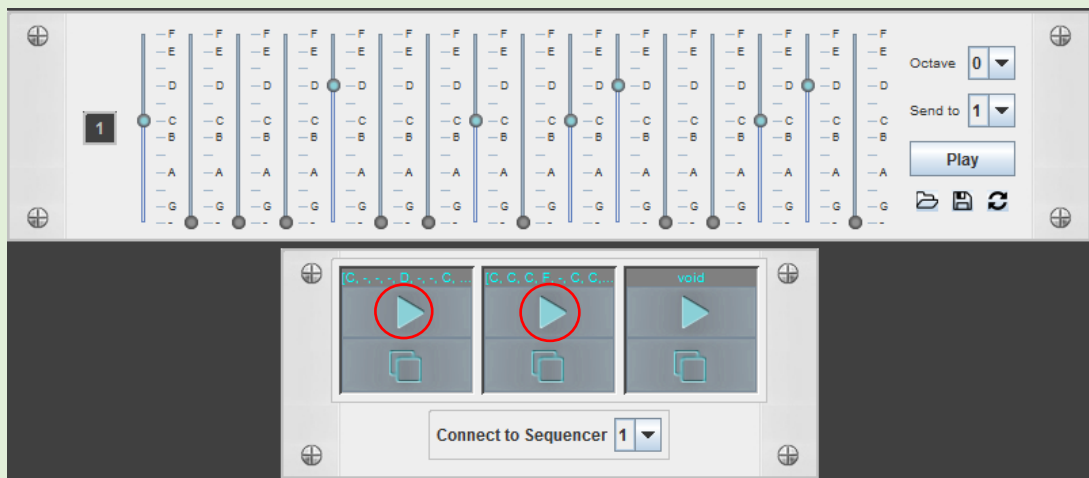 F F F F F F F F F F F F F F F F
E E E E E E E E E E E E E E E E
Octave 0
D D D D D D D D D D D D D D D D
Send to 1
C C C C C C C C C C C C C C C C
1
B B B B B B B B B B B B B B B B
Play
A A A A A A A A A A A A A A A A
G G G G G G G G G G G G G G G G
- - - - - - - - - - - - - - - -
[C, -, -, -, D, -, -, C, ...
[C, C, C, F, -, C, C,...
void
Connect to Sequencer 1